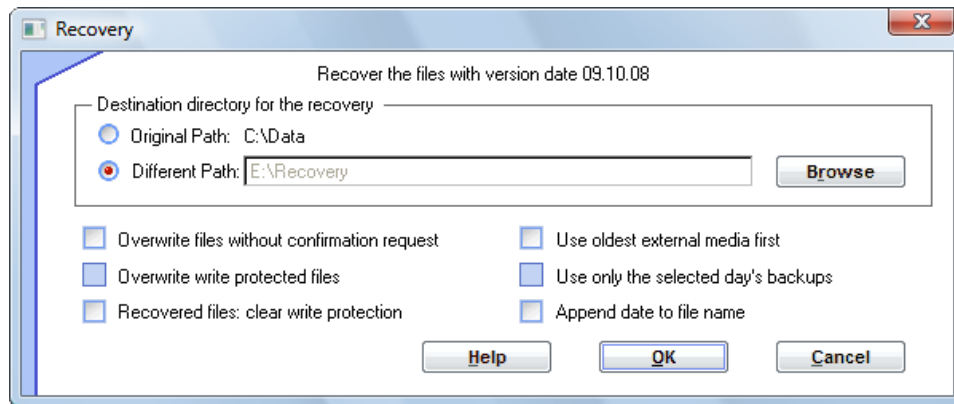 Recovery
Recover the files with version date 09.10.08
Destination directory for the recovery
Original Path: C:\Data
Different Path: E:\Recovery Browse
Overwrite files without confirmation request Use oldest external media first
Overwrite write protected files Use only the selected day's backups
Recovered files: clear write protection Append date to file name
Help OK Cancel